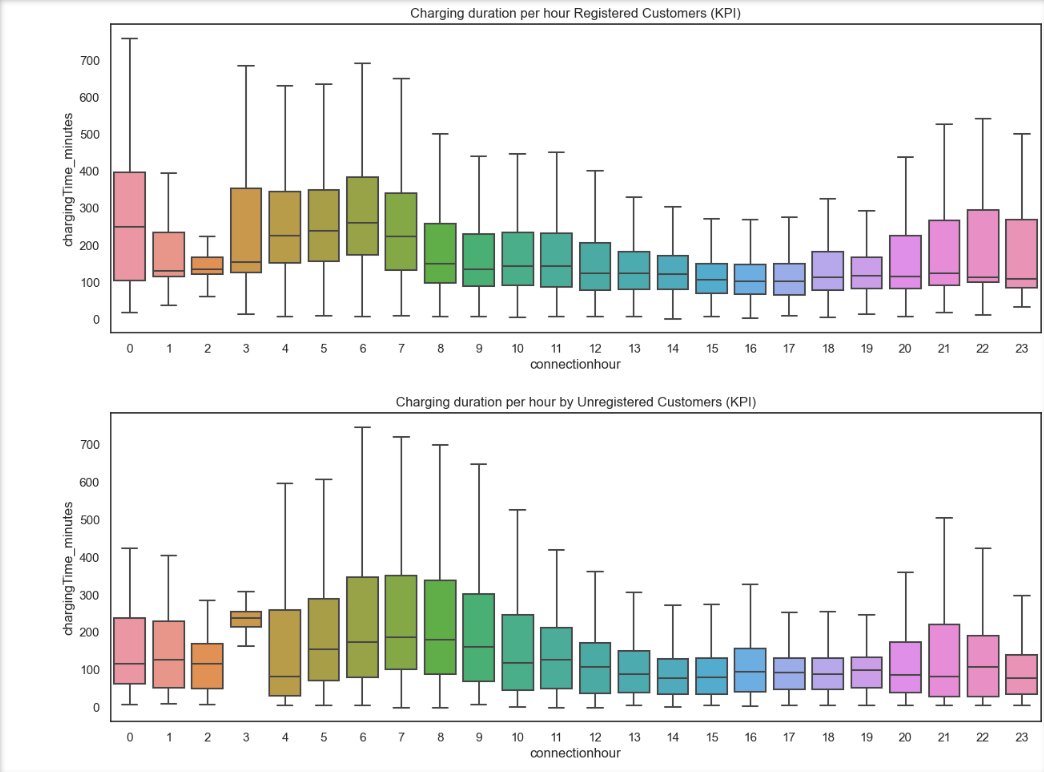 Charging duration per hour Registered Customers (KPI)
chargingTime_minutes
700
600
500
400
300
200
100
0
0 1 2 3 4 5 6 7 8 9 10 11 12 13 14 15 16 17 18 19 20 21 22 23
connectionhour
Charging duration per hour by Unregistered Customers (KPI)
chargingTime_minutes
700
600
500
400
300
200
100
0
0 1 2 3 4 5 6 7 8 9 10 11 12 13 14 15 16 17 18 19 20 21 22 23
connectionhour